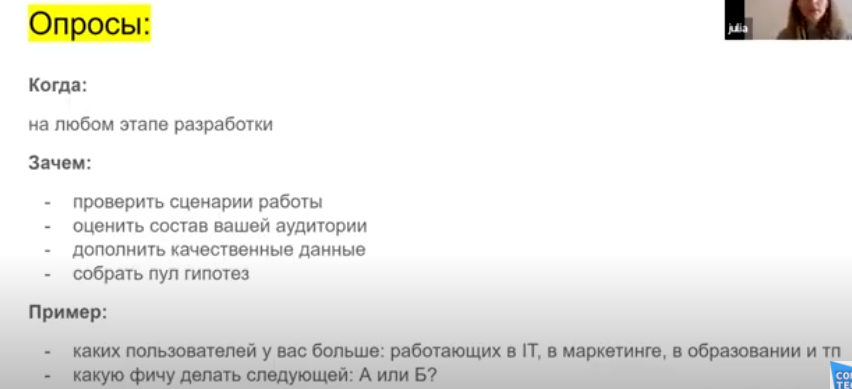 Опросы:
julia
Когда:
на любом этапе разработки
Зачем:
- проверить сценарии работы
- оценить состав вашей аудитории
- дополнить качественные данные
- собрать пул гипотез
Пример:
- каких пользователей у вас больше: работающих в IT, в маркетинге, в образовании и тп
- какую фичу делать следующей: А или Б?